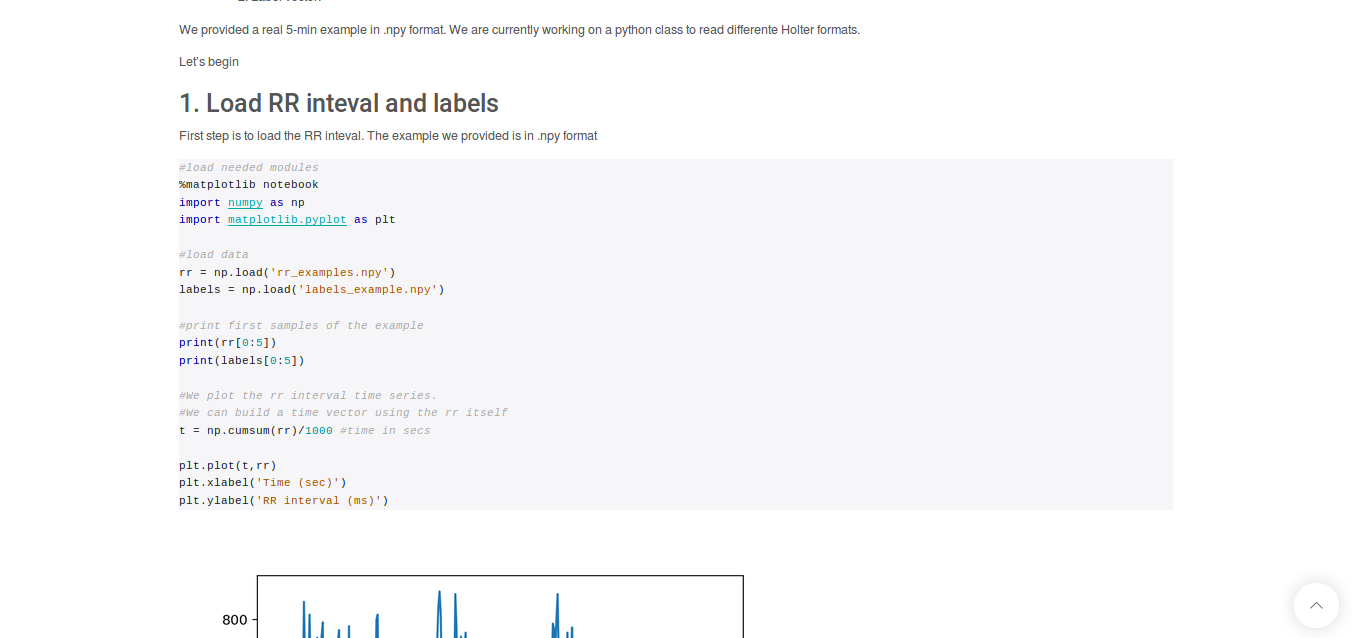 We provided a real 5-min example in .npy format. We are currently working on a python class to read differente Holter formats.
Let's begin
1. Load RR inteval and labels
First step is to load the RR inteval. The example we provided is in .npy format
#load needed modules
%matplotlib notebook
import numpy as np
import matplotlib.pyplot as plt
#load data
rr = np.load('rr_examples.npy')
labels = np.load('labels_example.npy')
#print first samples of the example
print(rr[0:5])
print(labels[0:5])
#We plot the rr interval time series.
#We can build a time vector using the rr itself
t = np.cumsum(rr)/1000 #time in secs
plt.plot(t,rr)
plt.xlabel('Time (sec)')
plt.ylabel('RR interval (ms)')
800